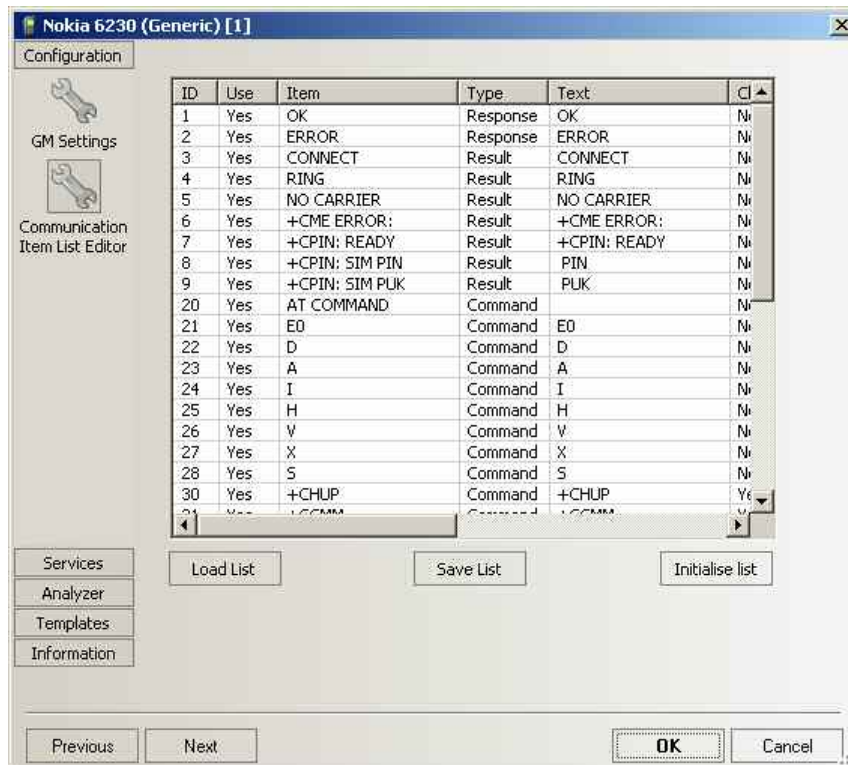 Nokia 6230 (Generic) [1]
Configuration
GM Settings
Communication
Item List Editor
ID Use Item Type Text
1 Yes OK Response OK
2 Yes ERROR Response ERROR
3 Yes CONNECT Result CONNECT
4 Yes RING Result RING
5 Yes NO CARRIER Result NO CARRIER
6 Yes +CME ERROR: Result +CME ERROR:
7 Yes +CPIN: READY Result +CPIN: READY
8 Yes +CPIN: SIM PIN Result PIN
9 Yes +CPIN: SIM PUK Result PUK
20 Yes AT COMMAND Command
21 Yes E0 Command E0
22 Yes D Command D
23 Yes A Command A
24 Yes I Command I
25 Yes H Command H
26 Yes V Command V
27 Yes X Command X
28 Yes S Command S
30 Yes +CHUP Command +CHUP
Load List Save List Initialise list
Services
Analyzer
Templates
Information
Previous Next OK Cancel